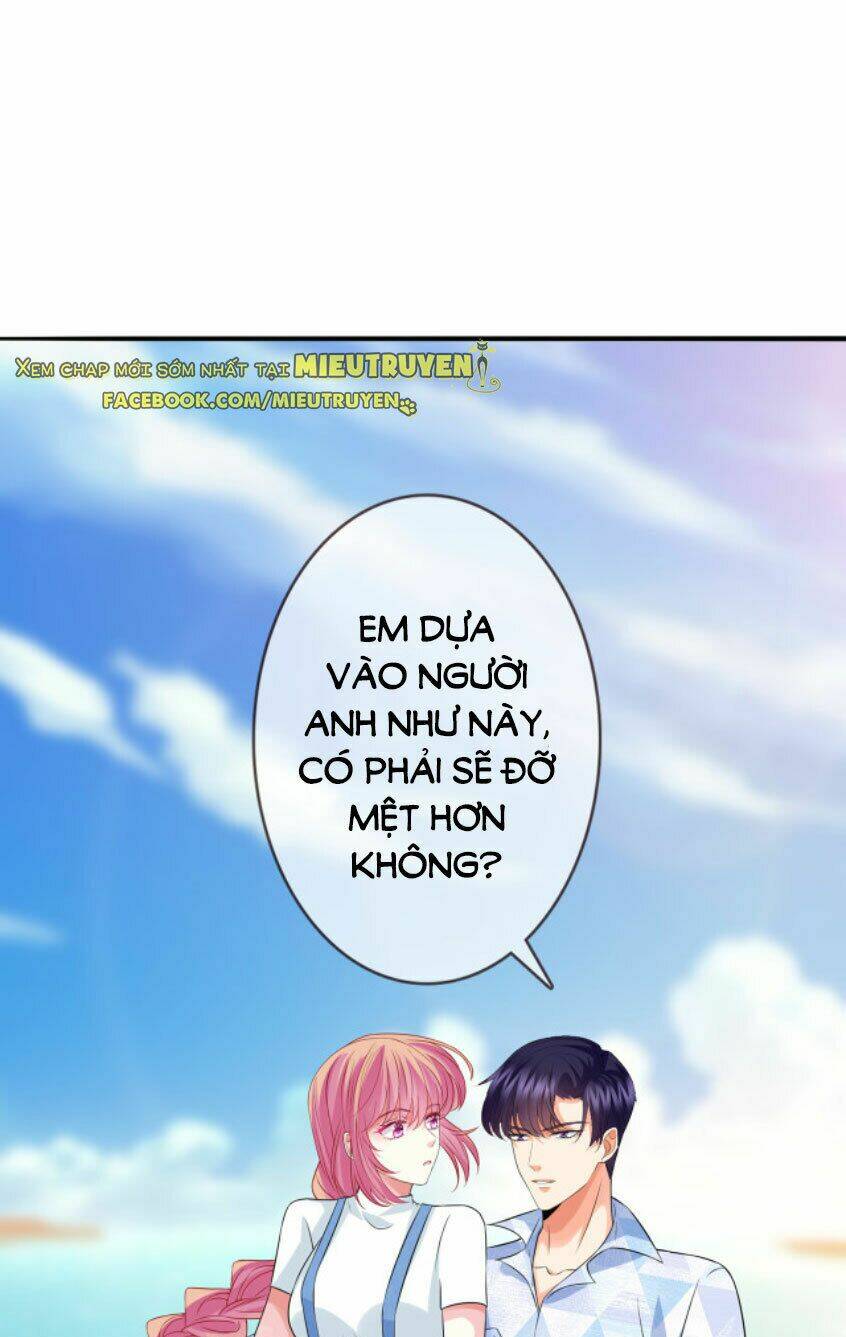 XEM CHAP MỚI SỚM NHẤT TẠI MIEUTRUYEN
FACEBOOK.COM/MIEUTRUYEN
EM DỰA
VÀO NGƯỜI
ANH NHƯ NÀY,
CÓ PHẢI SẼ ĐỠ
MỆT HƠN
KHÔNG?